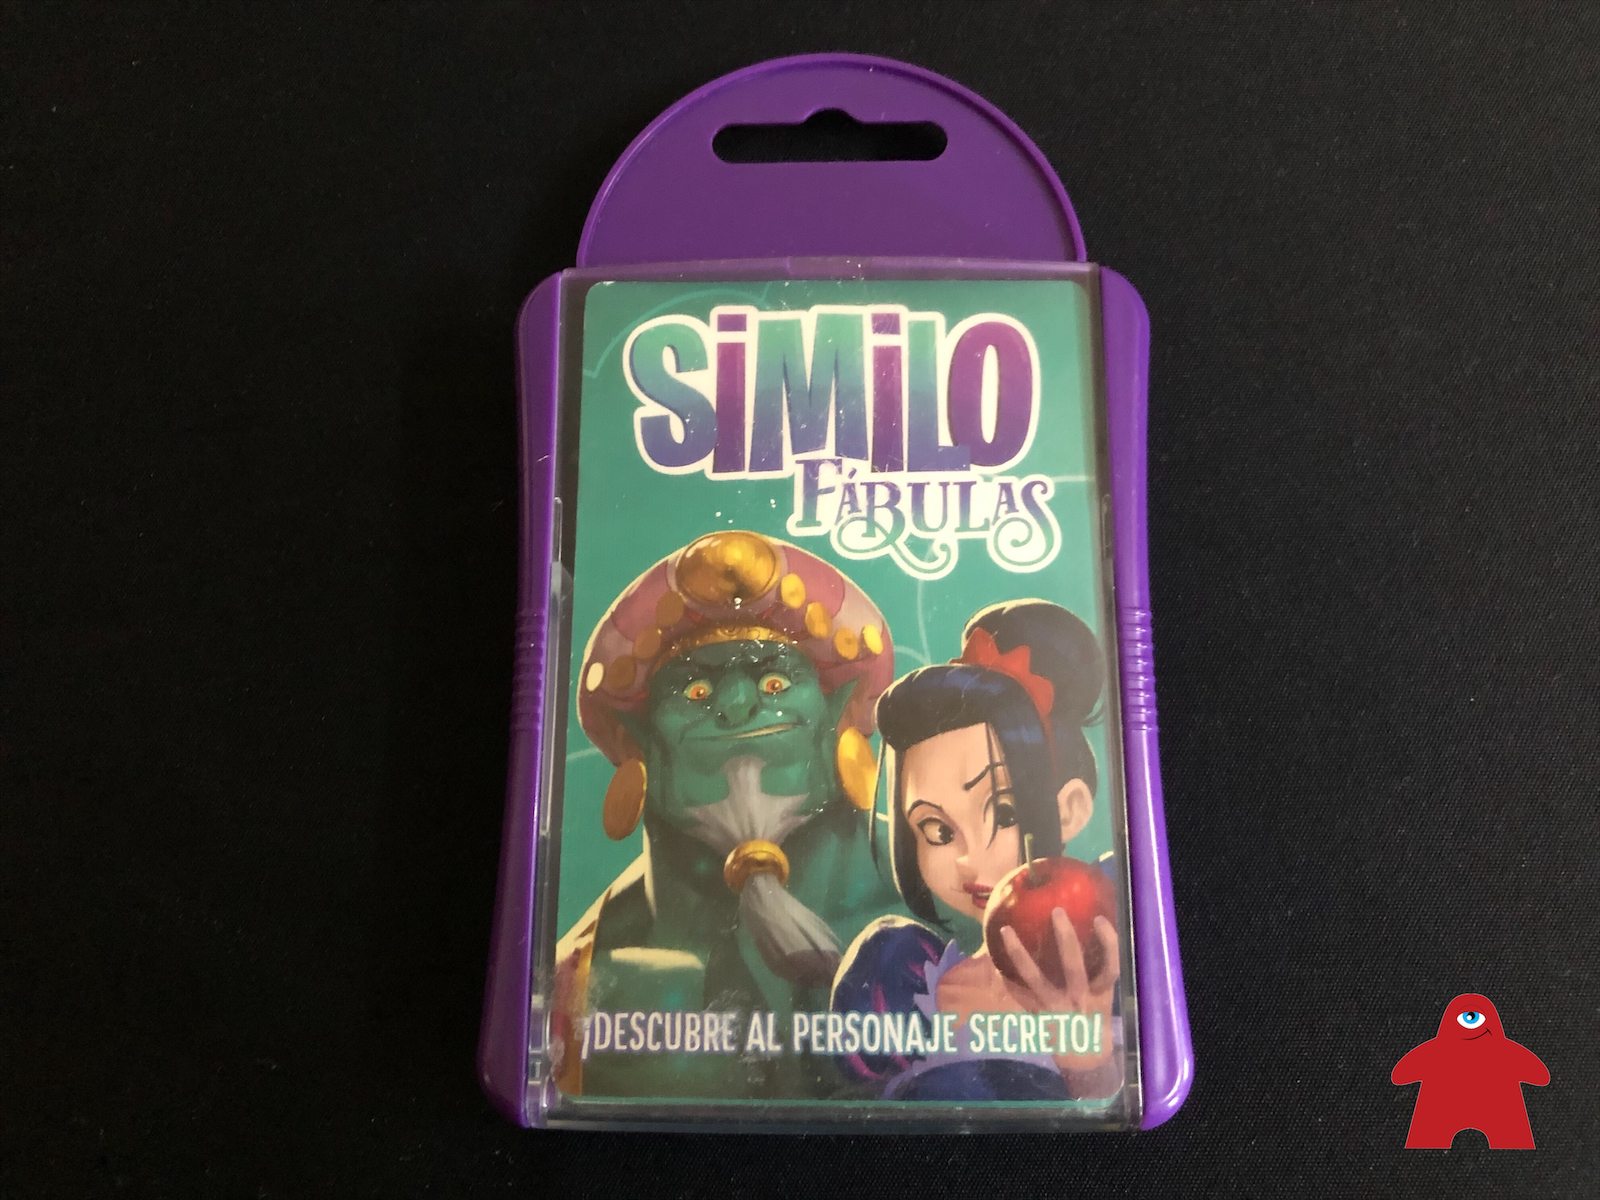 SiMiLO
FÁBULAS
¡DESCUBRE AL PERSONAJE SECRETO!